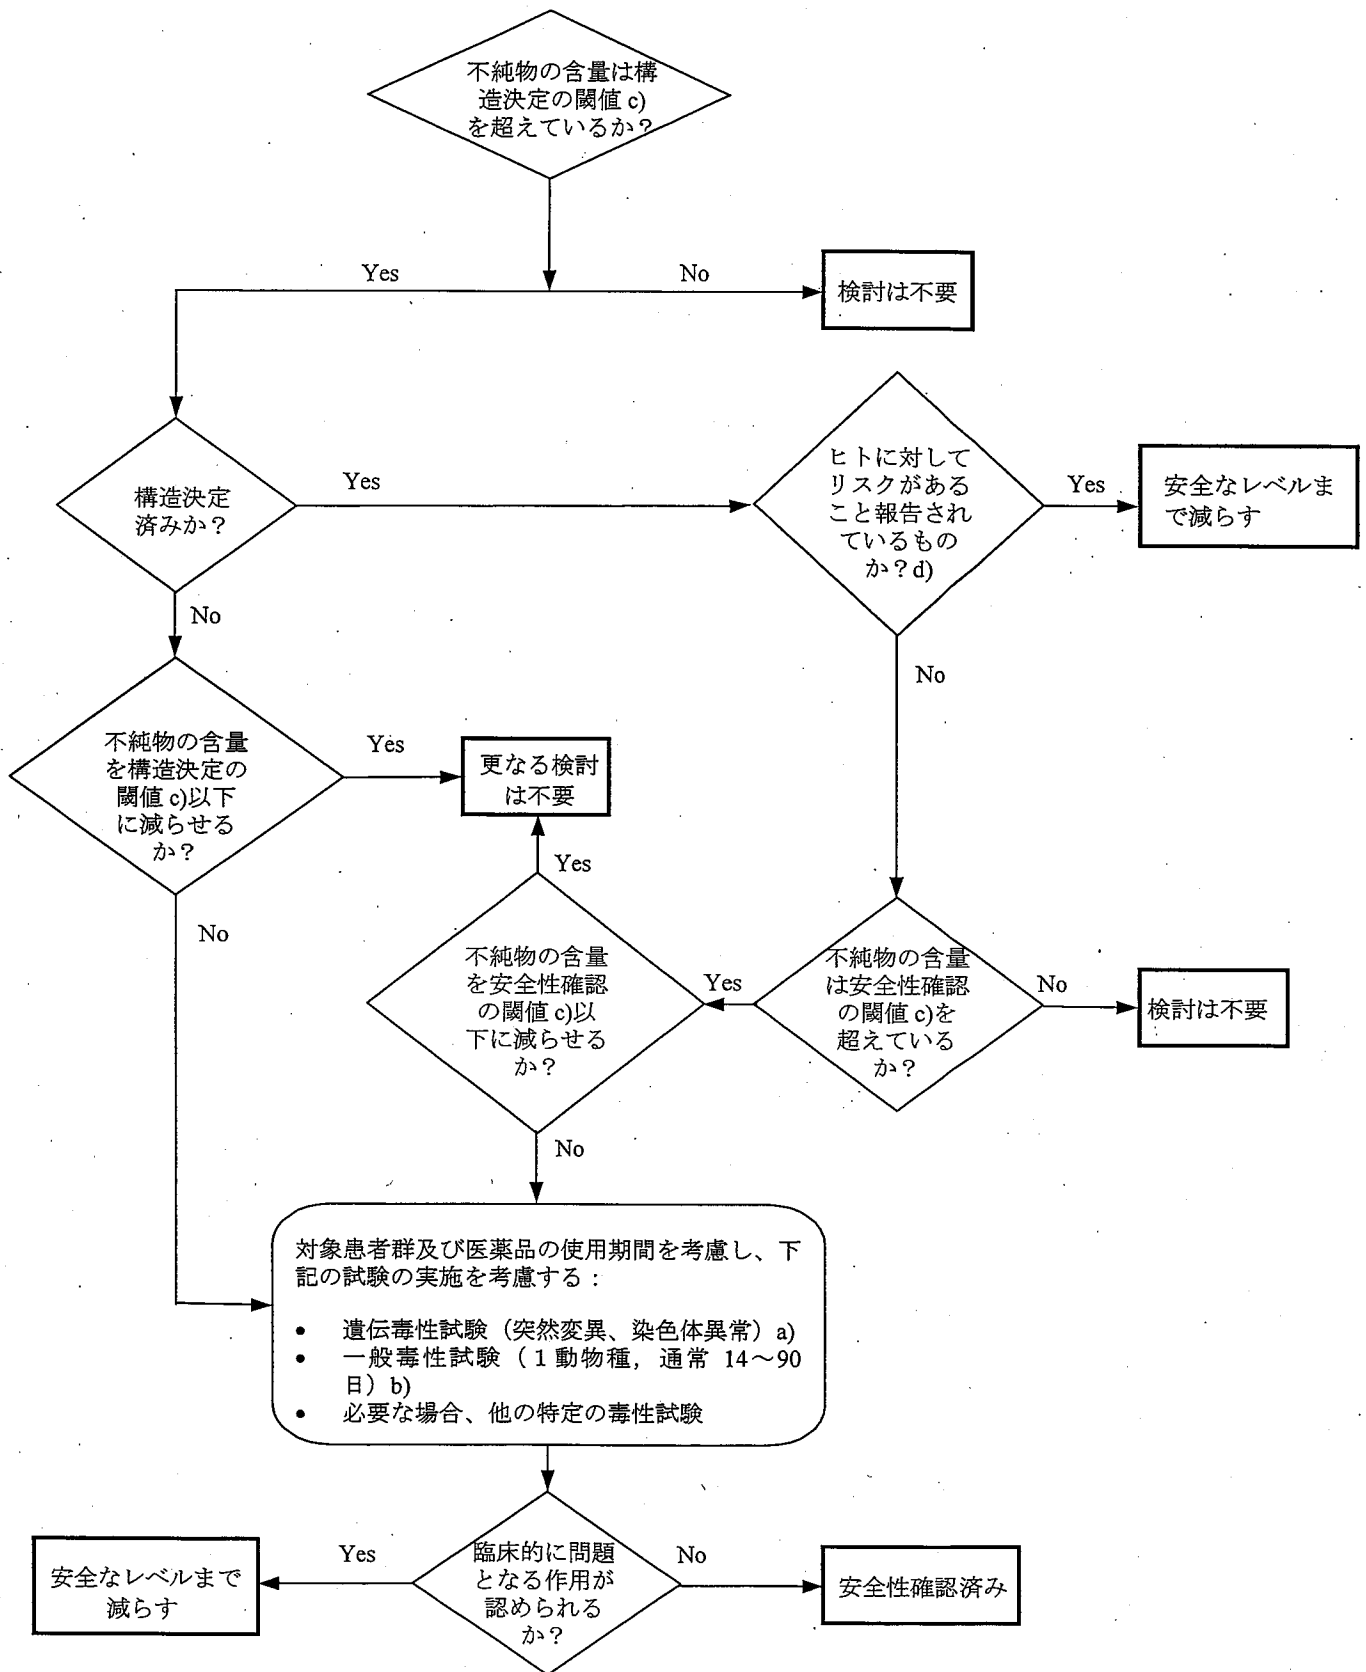 不純物の含量は構
造決定の閾値 c)
を超えているか？
Yes
No
検討は不要
構造決定
済みか？
Yes
ヒトに対して
リスクがある
こと報告され
ているもの
か？d)
Yes
安全なレベルま
で減らす
No
No
不純物の含量
を構造決定の
閾値 c)以下
に減らせる
か？
Yes
更なる検討
は不要
Yes
No
不純物の含量
を安全性確認
の閾値 c)以
下に減らせる
か？
Yes
不純物の含量
は安全性確認
の閾値 c)を
超えている
か？
No
検討は不要
No
対象患者群及び医薬品の使用期間を考慮し、下
記の試験の実施を考慮する：
• 遺伝毒性試験（突然変異、染色体異常）a)
• 一般毒性試験（１動物種，通常 14～90
日）b)
• 必要な場合、他の特定の毒性試験
安全なレベルまで
減らす
Yes
臨床的に問題
となる作用が
認められる
か？
No
安全性確認済み